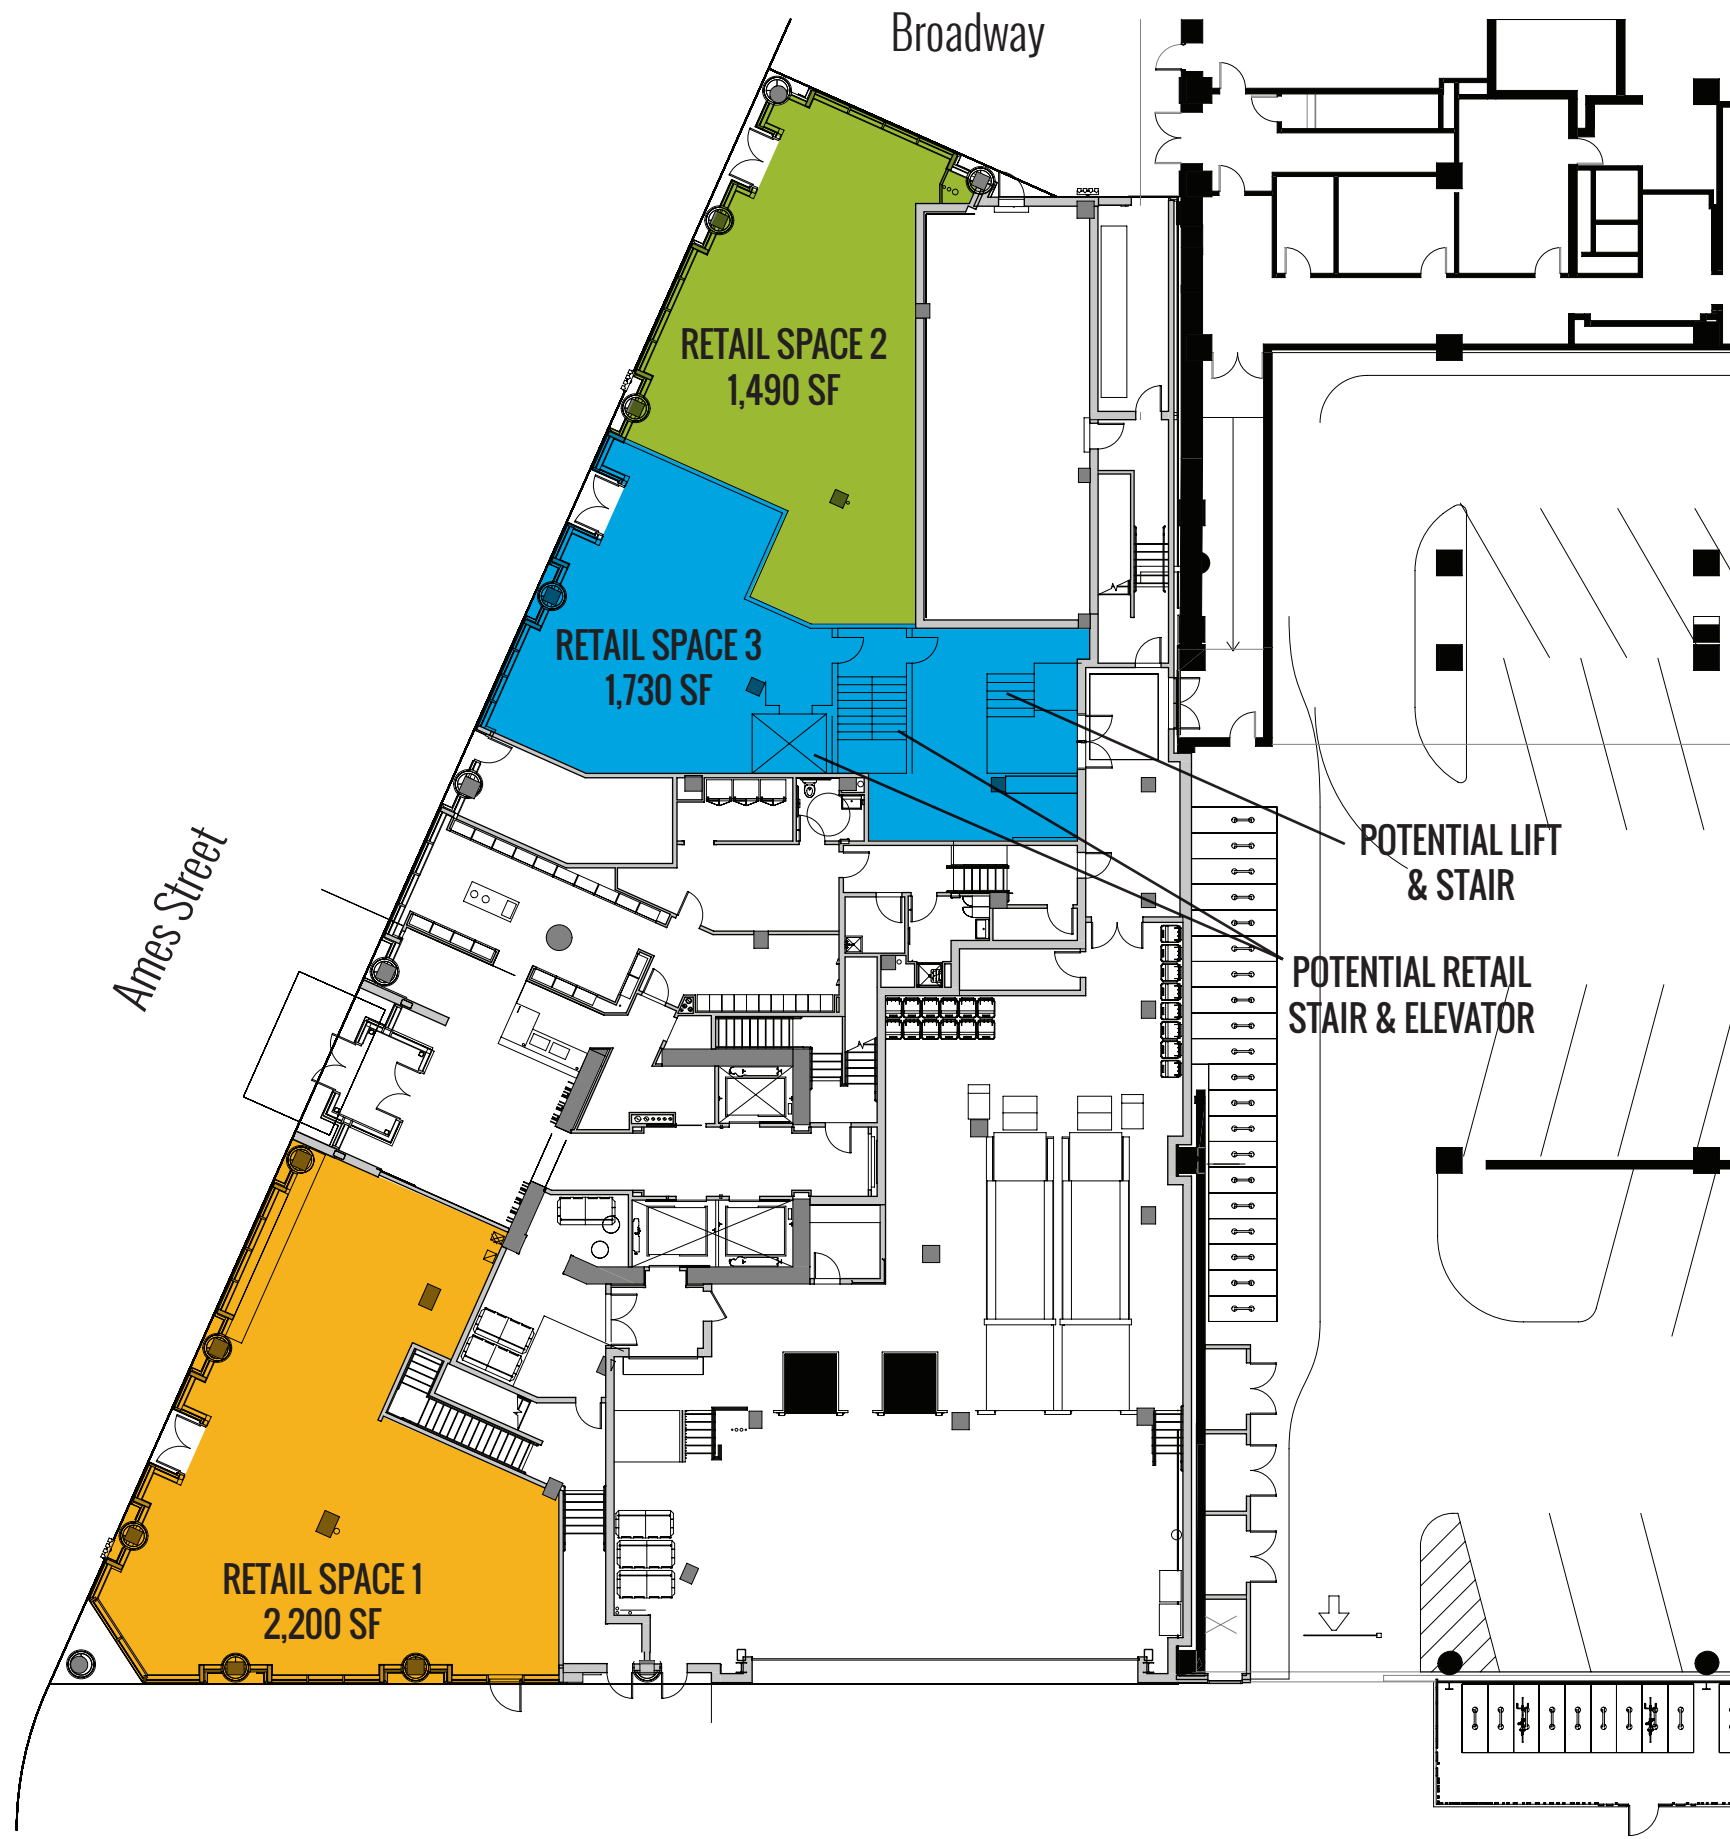 Broadway
RETAIL SPACE 2
1,490 SF
RETAIL SPACE 3
1,730 SF
POTENTIAL LIFT
& STAIR
Ames Street
POTENTIAL RETAIL
STAIR & ELEVATOR
RETAIL SPACE 1
2,200 SF